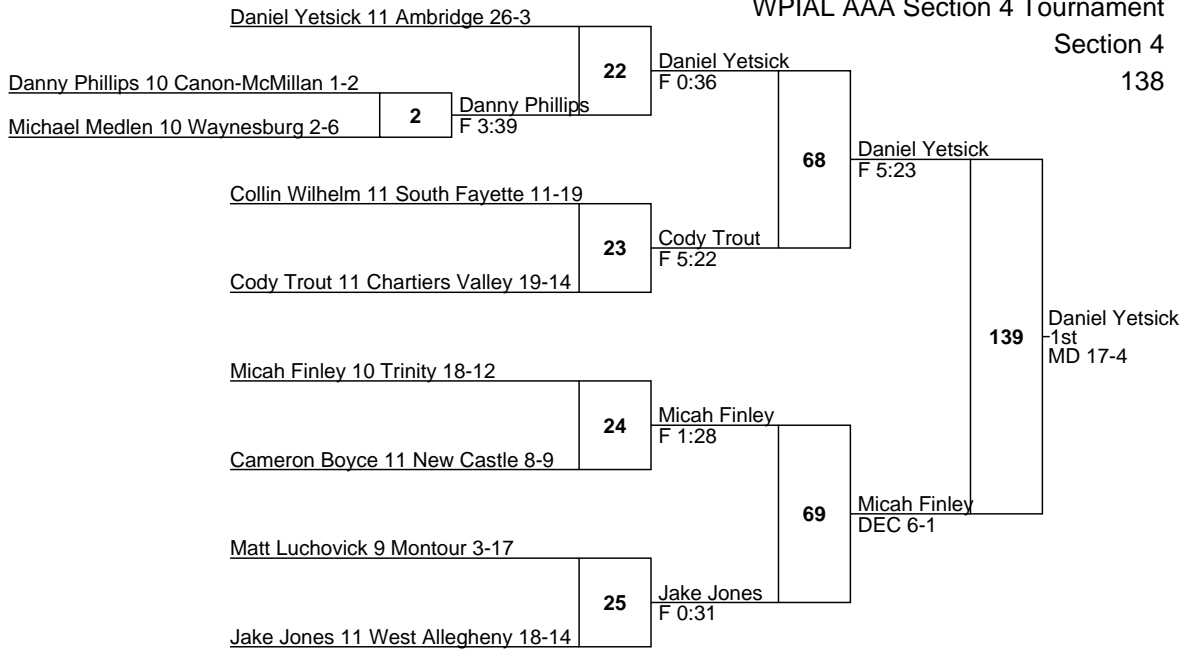 WPIAL AAA Section 4 Tournament
Section 4
138
Daniel Yetsick 11 Ambridge 26-3
22
Daniel Yetsick
F 0:36
Danny Phillips 10 Canon-McMillan 1-2
2
Danny Phillips
F 3:39
Michael Medlen 10 Waynesburg 2-6
68
Daniel Yetsick
F 5:23
Collin Wilhelm 11 South Fayette 11-19
23
Cody Trout
F 5:22
Cody Trout 11 Chartiers Valley 19-14
139
Daniel Yetsick
1st
MD 17-4
Micah Finley 10 Trinity 18-12
24
Micah Finley
F 1:28
Cameron Boyce 11 New Castle 8-9
69
Micah Finley
DEC 6-1
Matt Luchovick 9 Montour 3-17
25
Jake Jones
F 0:31
Jake Jones 11 West Allegheny 18-14